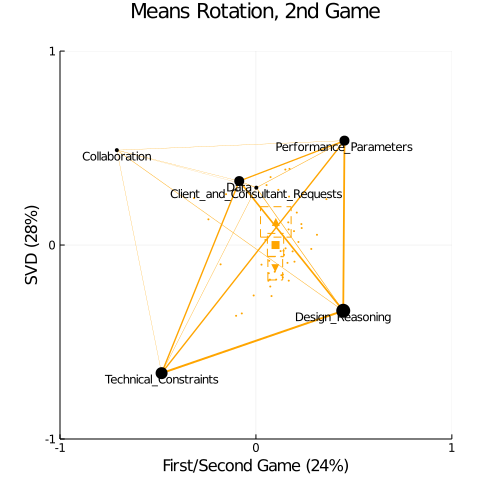 Means Rotation, 2nd Game
1
Performance_Parameters
Collaboration
Data
Client_and_Consultant_Requests
SVD (28%)
0
Design_Reasoning
Technical_Constraints
-1
-1
0
1
First/Second Game (24%)